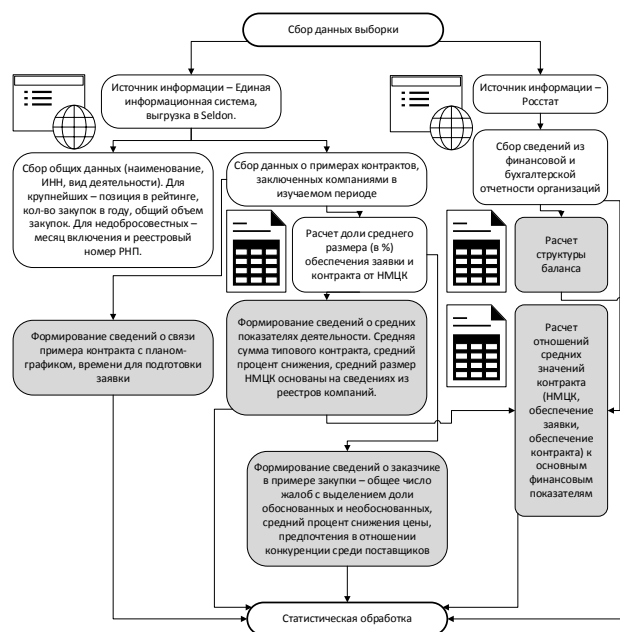 Сбор данных выборки
Источник информации – Единая
информационная система,
выгрузка в Seldon.
Источник информации –
Росстат
Сбор общих данных (наименование,
ИНН, вид деятельности). Для
крупнейших – позиция в рейтинге,
кол-во закупок в году, общий объем
закупок. Для недобросовестных –
месяц включения и реестровый
номер РНП.
Сбор данных о примерах контрактов,
заключенных компаниями в
изучаемом периоде
Сбор сведений из
финансовой и
бухгалтерской
отчетности организаций
Расчет доли среднего
размера (в %)
обеспечения заявки и
контракта от НМЦК
Расчет
структуры
баланса
Формирование сведений о связи
примера контракта с планом-
графиком, времени для подготовки
заявки
Формирование сведений о средних
показателях деятельности. Средняя
сумма типового контракта, средний
процент снижения, средний размер
НМЦК основаны на сведениях из
реестров компаний.
Расчет
отношений
средних
значений
контракта
(НМЦК,
обеспечение
заявки,
обеспечение
контракта) к
основным
финансовым
показателям
Формирование сведений о заказчике
в примере закупки – общее число
жалоб с выделением доли
обоснованных и необоснованных,
средний процент снижения цены,
предпочтения в отношении
конкуренции среди поставщиков
Статистическая обработка